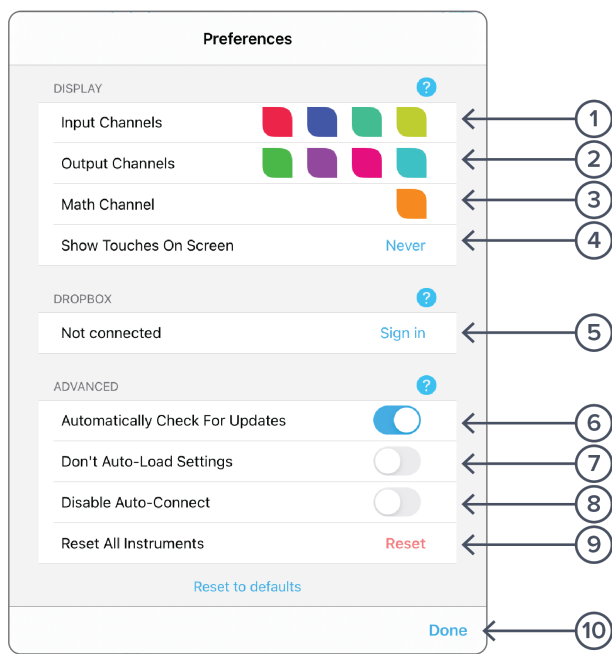 Preferences
DISPLAY ?
Input Channels 1
Output Channels 2
Math Channel 3
Show Touches On Screen Never 4
DROPBOX ?
Not connected Sign in 5
ADVANCED ?
Automatically Check For Updates 6
Don't Auto-Load Settings 7
Disable Auto-Connect 8
Reset All Instruments Reset 9
Reset to defaults
Done 10